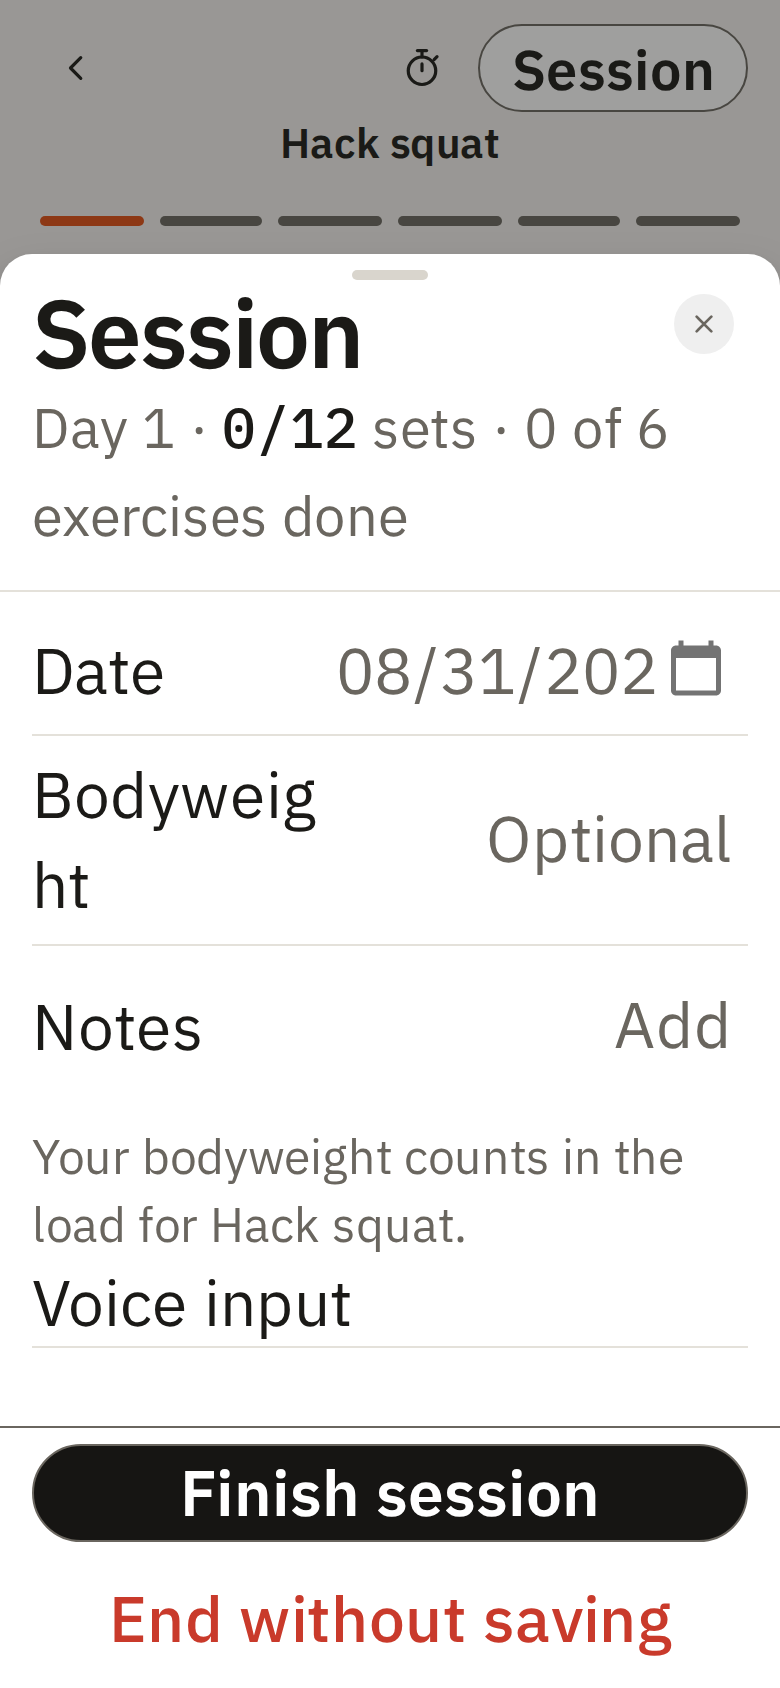 Session
Hack squat
Session
Day 1 · 0/12 sets · 0 of 6
exercises done
Date
08/31/202
Bodyweig
ht
Optional
Notes
Add
Your bodyweight counts in the
load for Hack squat.
Voice input
Finish session
End without saving